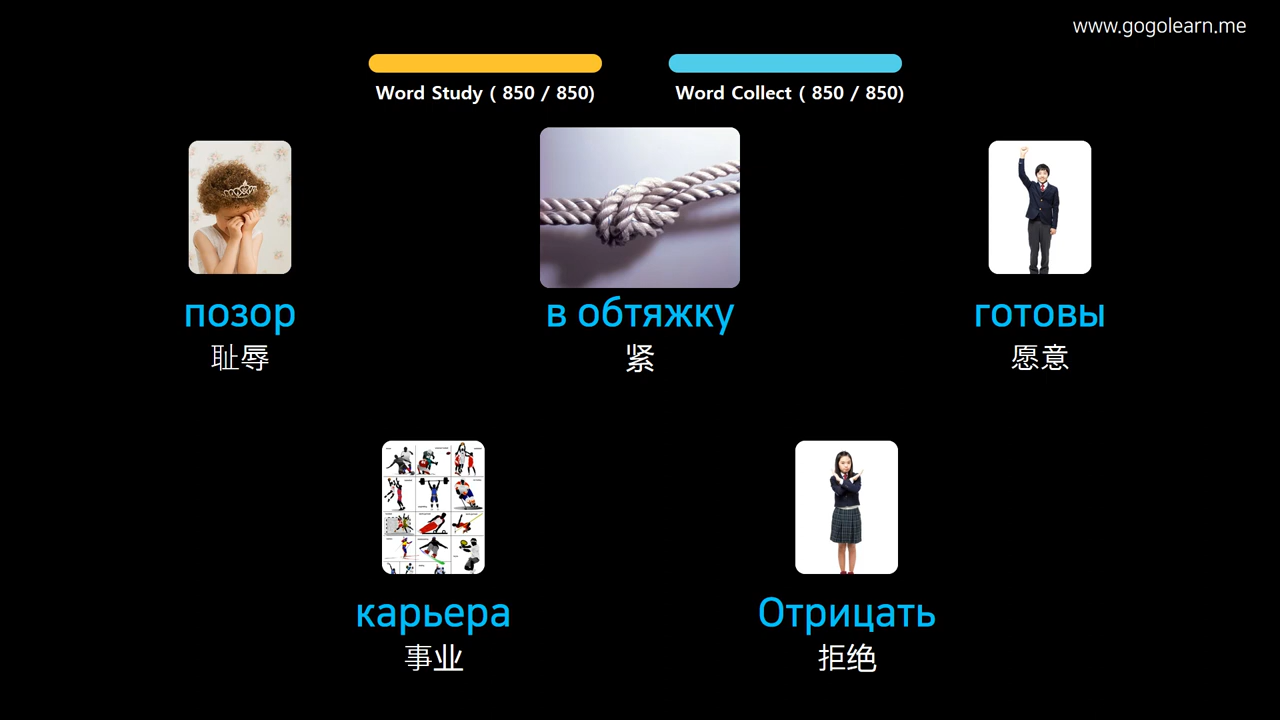 www.gogolearn.me
Word Study ( 850 / 850)
Word Collect ( 850 / 850)
позор
в обтяжку
готовы
耻辱
紧
愿意
карьера
Отрицать
事业
拒绝